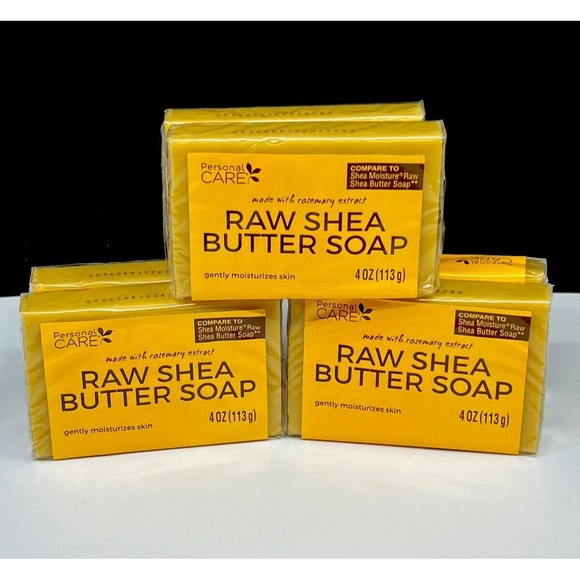 Personal
CARE
COMPARE TO
Shea Moisture® Raw
Shea Butter Soap**
made with rosemary extract
RAW SHEA
BUTTER SOAP
gently moisturizes skin
4 OZ (113 g)
Personal
CARE
COMPARE TO
Shea Moisture® Raw
Shea Butter Soap**
made with rosemary extract
RAW SHEA
BUTTER SOAP
gently moisturizes skin
4 OZ (113 g)
Personal
CARE
COMPARE TO
Shea Moisture® Raw
Shea Butter Soap**
made with rosemary extract
RAW SHEA
BUTTER SOAP
gently moisturizes skin
4 OZ (113 g)